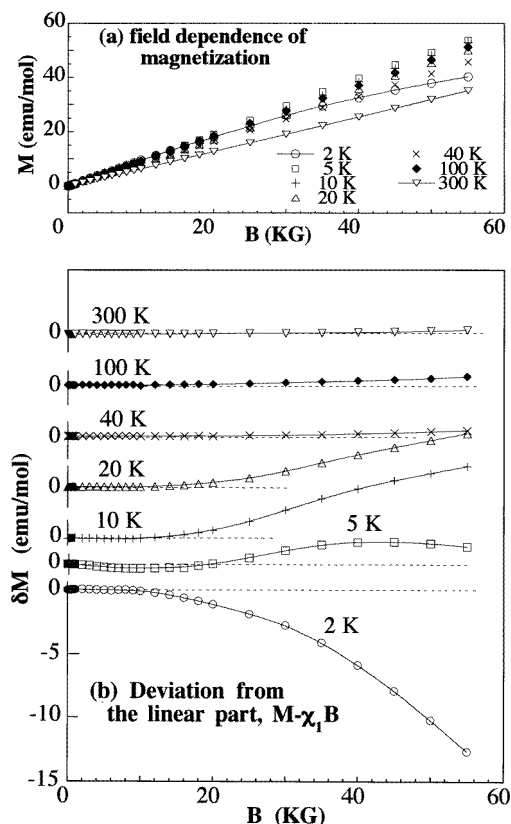 60
(a) field dependence of
magnetization
40
M (emu/mol)
20
2 K
40 K
5 K
100 K
10 K
300 K
20 K
0
0
20
40
60
B (KG)
300 K
0
100 K
0
40 K
0
20 K
0
10 K
0
5 K
0
0
δM (emu/mol)
2 K
-5
(b) Deviation from
the linear part, M-χ₁B
-10
-15
0
20
40
60
B (KG)